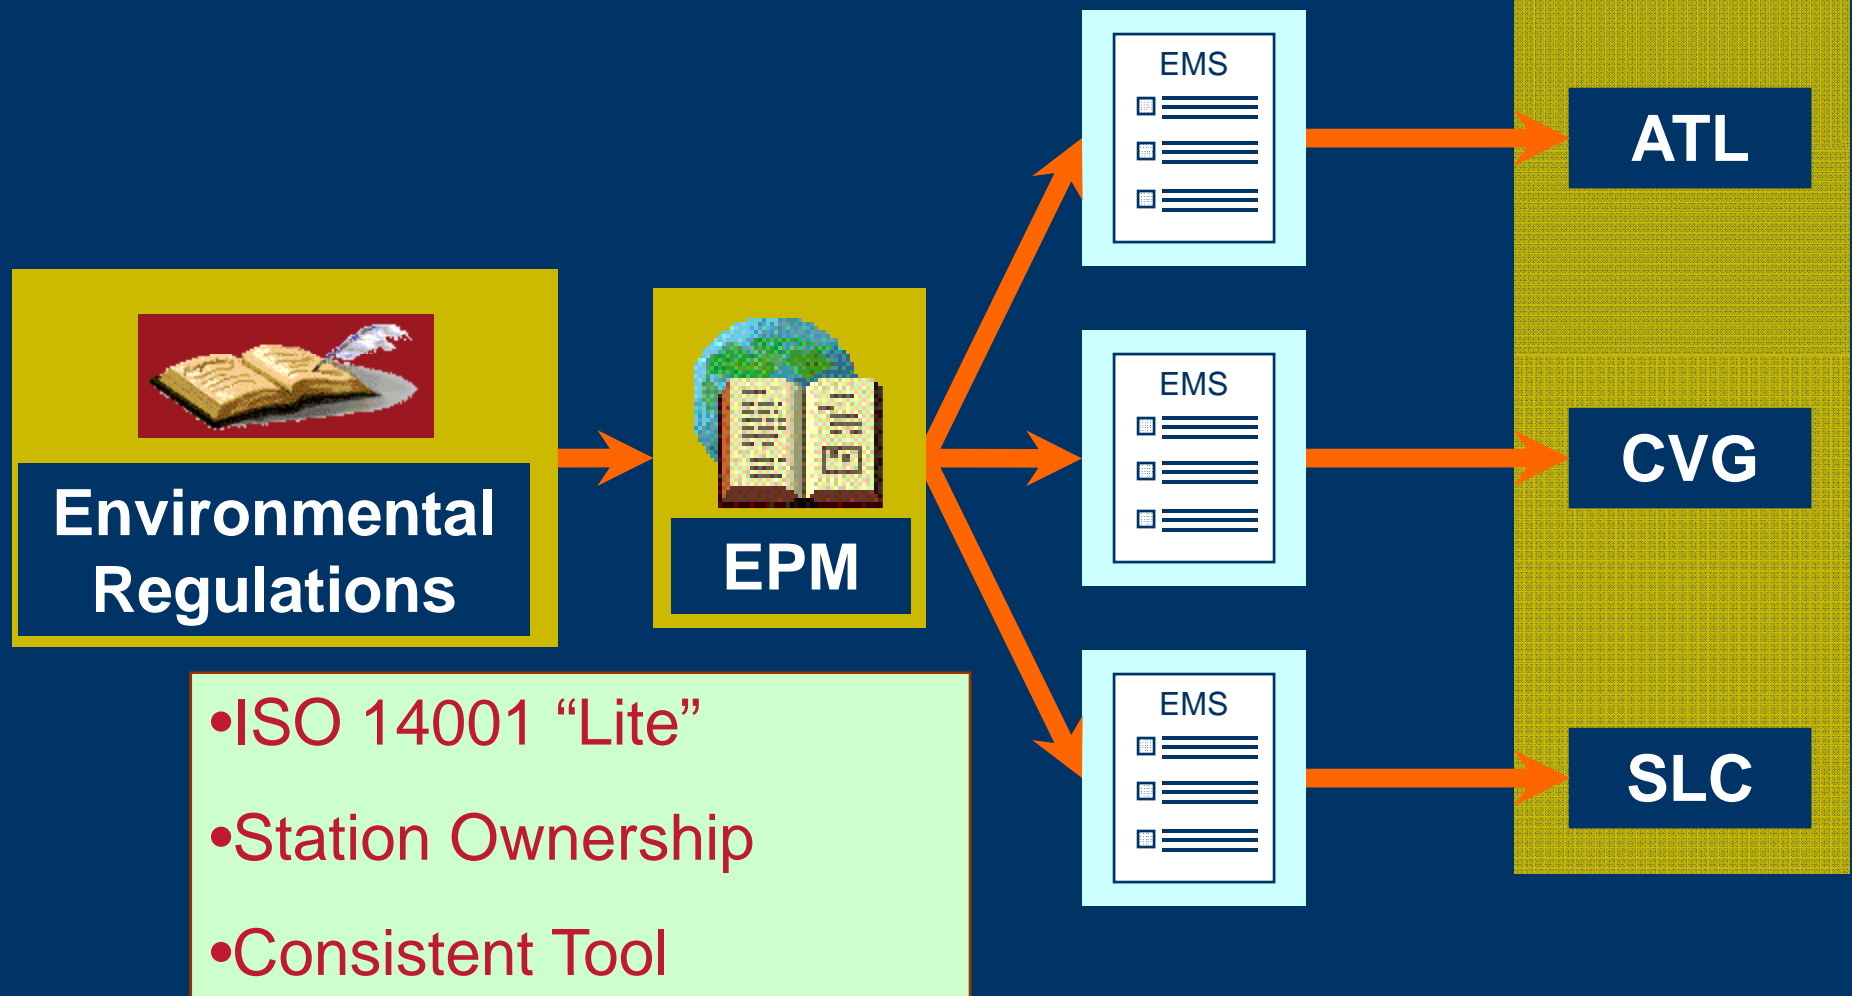 Environmental
Regulations
EPM
EMS
ATL
EMS
CVG
EMS
SLC
•ISO 14001 “Lite”
•Station Ownership
•Consistent Tool